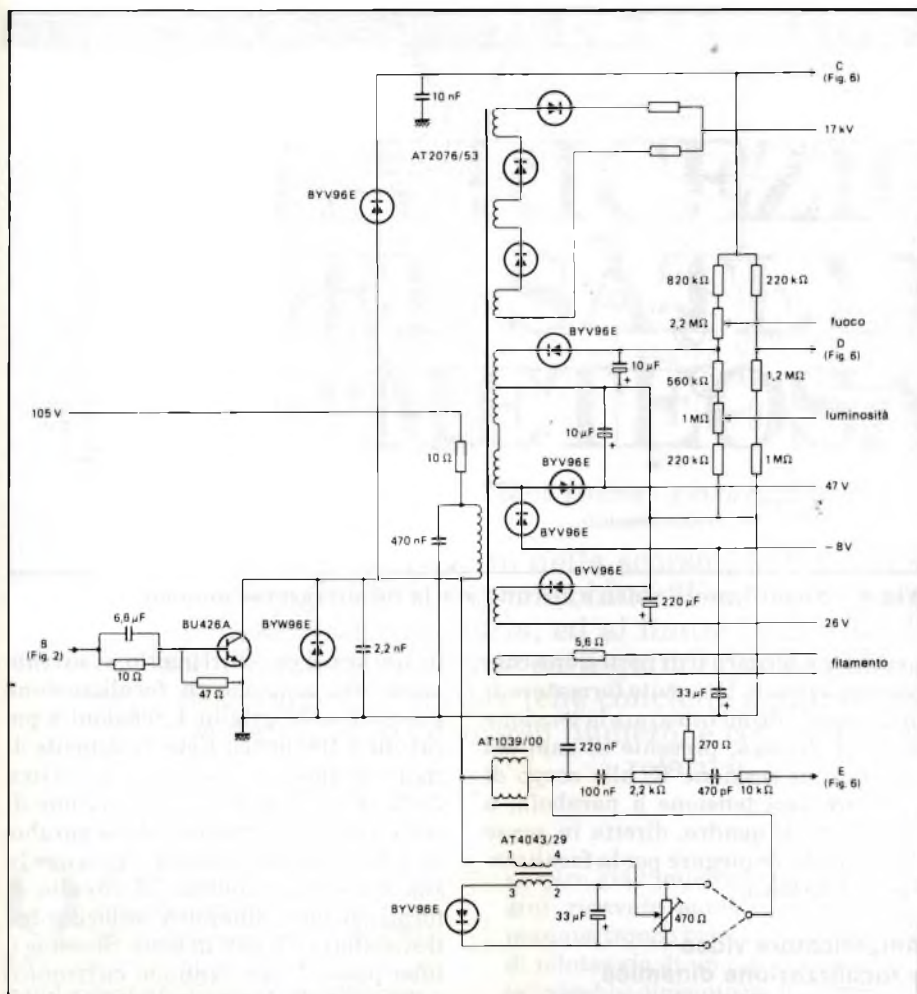 C
(Fig. 6)
10 nF
17 kV
AT2076/53
BYV96E
820 kΩ
220 kΩ
2,2 MΩ
fuoco
BYV96E
D
(Fig. 6)
10 μF
560 kΩ
1,2 MΩ
105 V
1 MΩ
luminosità
10 μF
10 Ω
220 kΩ
1 MΩ
BYV96E
47 V
470 nF
BYV96E
– 8V
BYV96E
220 μF
6,8 μF
BU426A
BYW96E
2,2 nF
26 V
B
(Fig. 2)
5,6 Ω
10 Ω
filamento
47 Ω
33 μF
AT1039/00
220 nF
270 Ω
E
(Fig. 6)
100 nF
2,2 kΩ
470 pF
10 kΩ
AT4043/29
1
4
3
2
BYV96E
33 μF
470 Ω